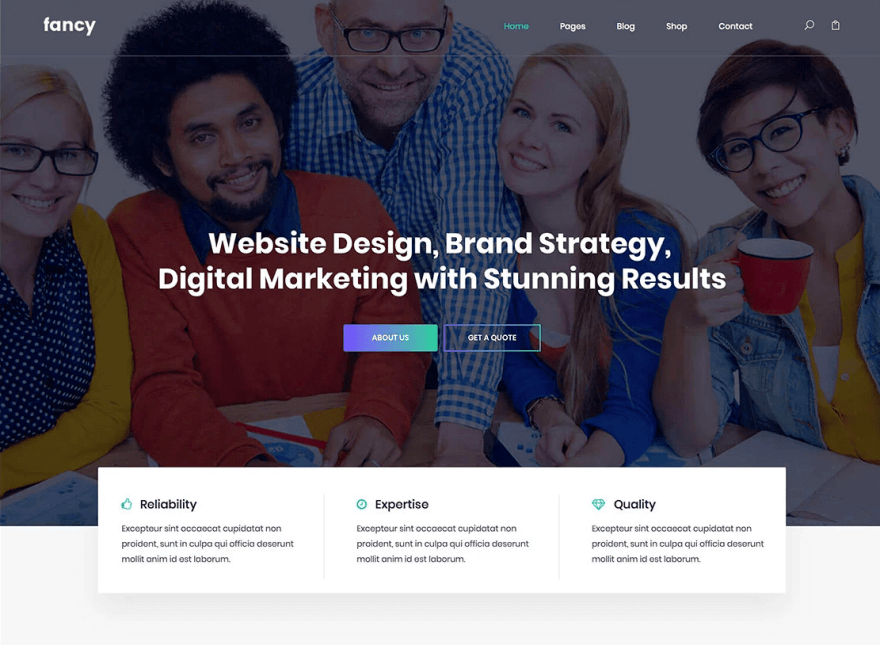 fancy
Home Pages Blog Shop Contact
Website Design, Brand Strategy,
Digital Marketing with Stunning Results
ABOUT US GET A QUOTE
Reliability
Excepteur sint occaecat cupidatat non
proident, sunt in culpa qui officia deserunt
mollit anim id est laborum.
Expertise
Excepteur sint occaecat cupidatat non
proident, sunt in culpa qui officia deserunt
mollit anim id est laborum.
Quality
Excepteur sint occaecat cupidatat non
proident, sunt in culpa qui officia deserunt
mollit anim id est laborum.